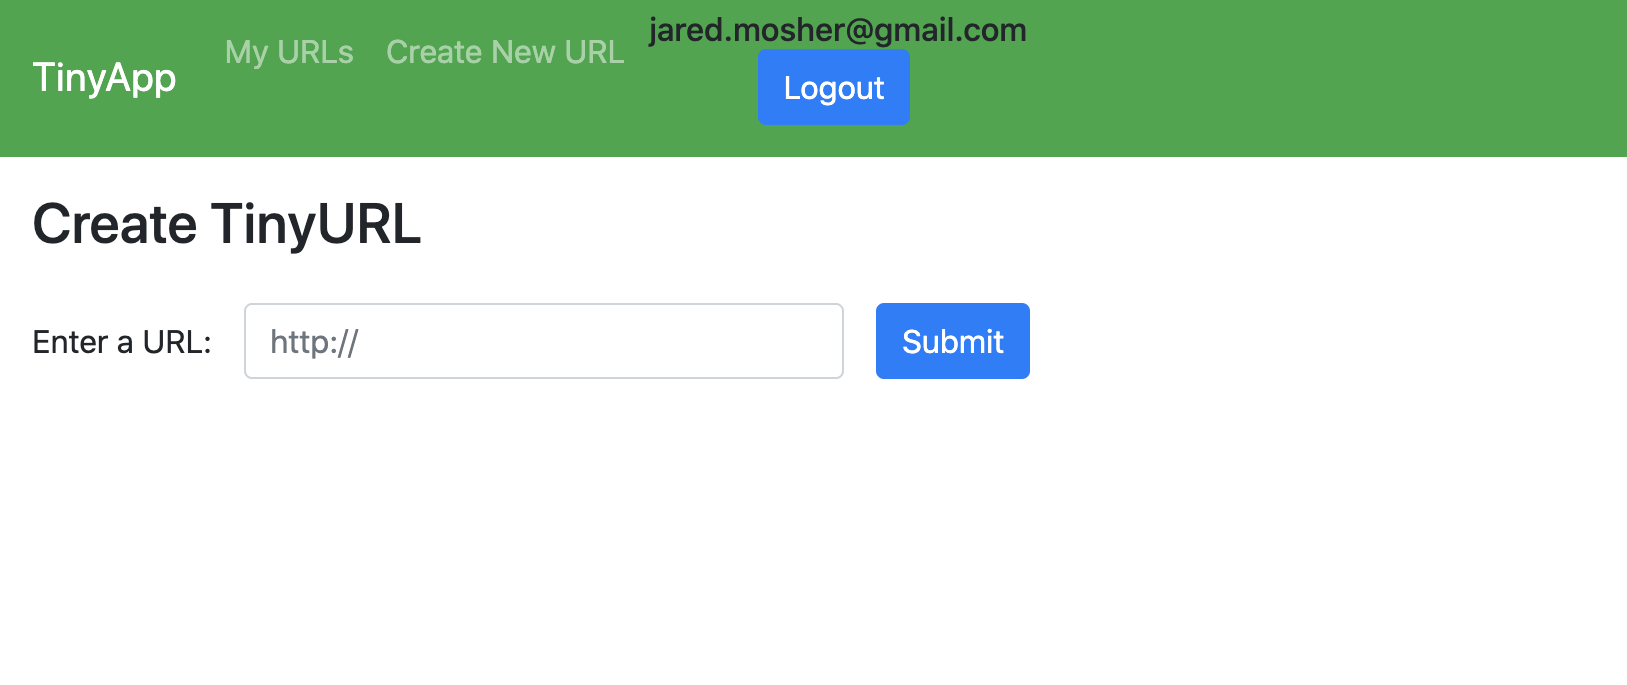 TinyApp
My URLs
Create New URL
jared.mosher@gmail.com
Logout
Create TinyURL
Enter a URL:
http://
Submit